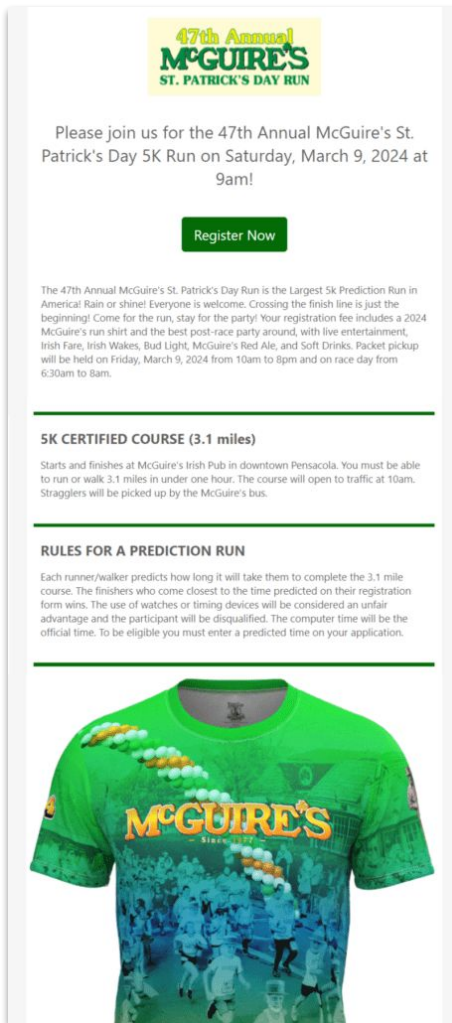 47th Annual
McGUIRE'S
ST. PATRICK'S DAY RUN
Please join us for the 47th Annual McGuire's St.
Patrick's Day 5K Run on Saturday, March 9, 2024 at
9am!
Register Now
The 47th Annual McGuire's St. Patrick's Day Run is the Largest 5k Prediction Run in
America! Rain or shine! Everyone is welcome. Crossing the finish line is just the
beginning! Come for the run, stay for the party! Your registration fee includes a 2024
McGuire's run shirt and the best post-race party around, with live entertainment,
Irish Fare, Irish Wakes, Bud Light, McGuire's Red Ale, and Soft Drinks. Packet pickup
will be held on Friday, March 9, 2024 from 10am to 8pm and on race day from
6:30am to 8am.
5K CERTIFIED COURSE (3.1 miles)
Starts and finishes at McGuire's Irish Pub in downtown Pensacola. You must be able
to run or walk 3.1 miles in under one hour. The course will open to traffic at 10am.
Stragglers will be picked up by the McGuire's bus.
RULES FOR A PREDICTION RUN
Each runner/walker predicts how long it will take them to complete the 3.1 mile
course. The finishers who come closest to the time predicted on their registration
form wins. The use of watches or timing devices will be considered an unfair
advantage and the participant will be disqualified. The computer time will be the
official time. To be eligible you must enter a predicted time on your application.
McGUIRE'S
Since 1977